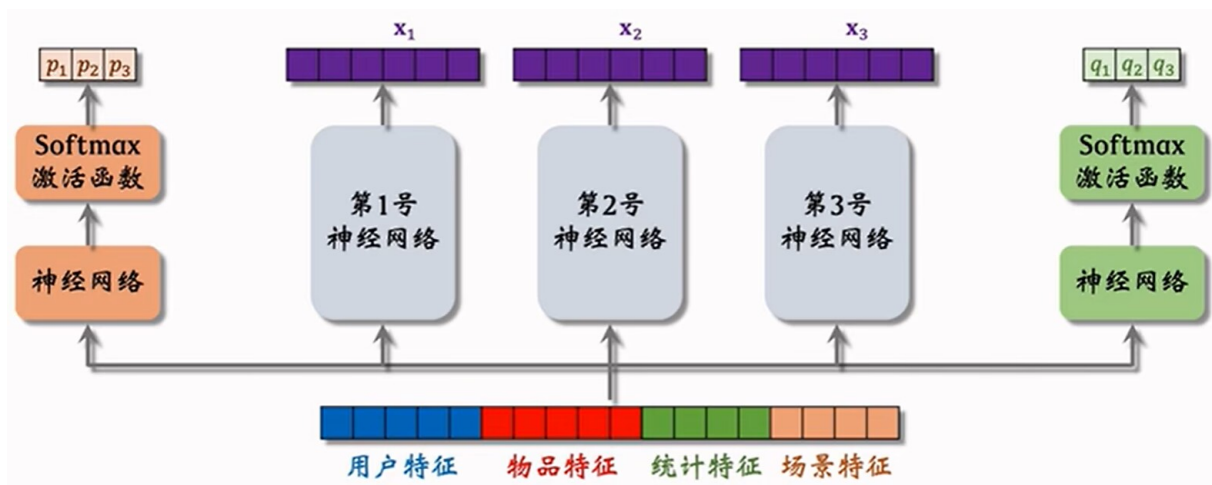 x₁
x₂
x₃
p₁ p₂ p₃
q₁ q₂ q₃
Softmax
激活函数
神经网络
第1号
神经网络
第2号
神经网络
第3号
神经网络
Softmax
激活函数
神经网络
用户特征
物品特征
统计特征
场景特征